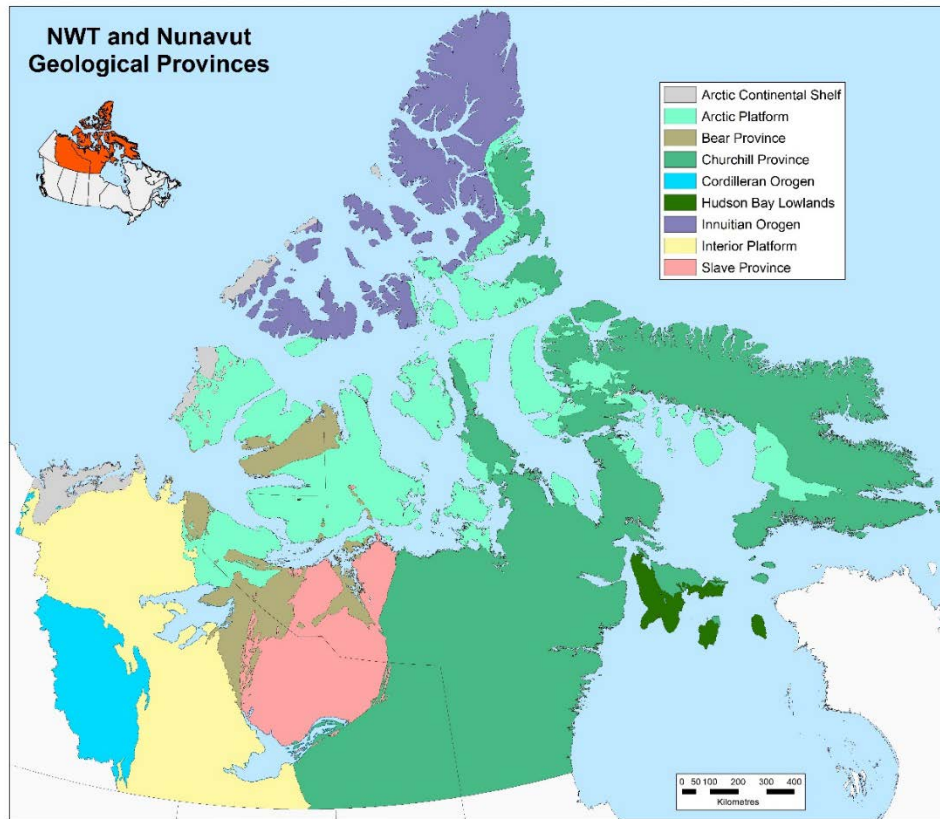 NWT and Nunavut
Geological Provinces
Arctic Continental Shelf
Arctic Platform
Bear Province
Churchill Province
Cordilleran Orogen
Hudson Bay Lowlands
Innuitian Orogen
Interior Platform
Slave Province
0 50 100 200 300 400
Kilometres